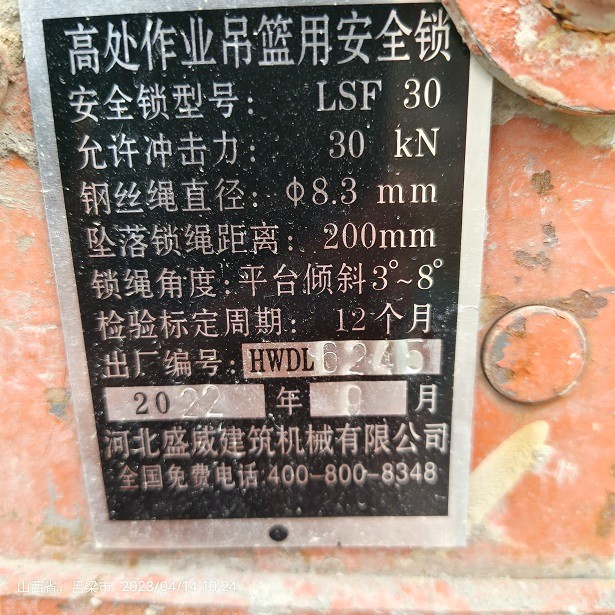 高处作业吊篮用安全锁
安全锁型号: LSF 30
允许冲击力: 30 kN
钢丝绳直径: Φ8.3 mm
坠落锁绳距离: 200mm
锁绳角度:平台倾斜3°~8°
检验标定周期: 12个月
出厂编号: HWDL6245
2022 年 9 月
河北盛威建筑机械有限公司
全国免费电话400-800-8348
山西省, 吕梁市 2023/04/14 10:24